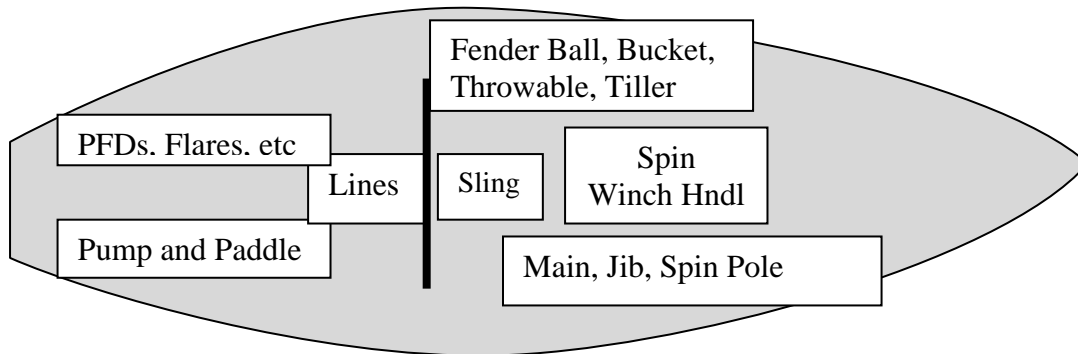 Fender Ball, Bucket,
Throwable, Tiller
PFDs, Flares, etc
Lines
Sling
Spin
Winch Hndl
Pump and Paddle
Main, Jib, Spin Pole